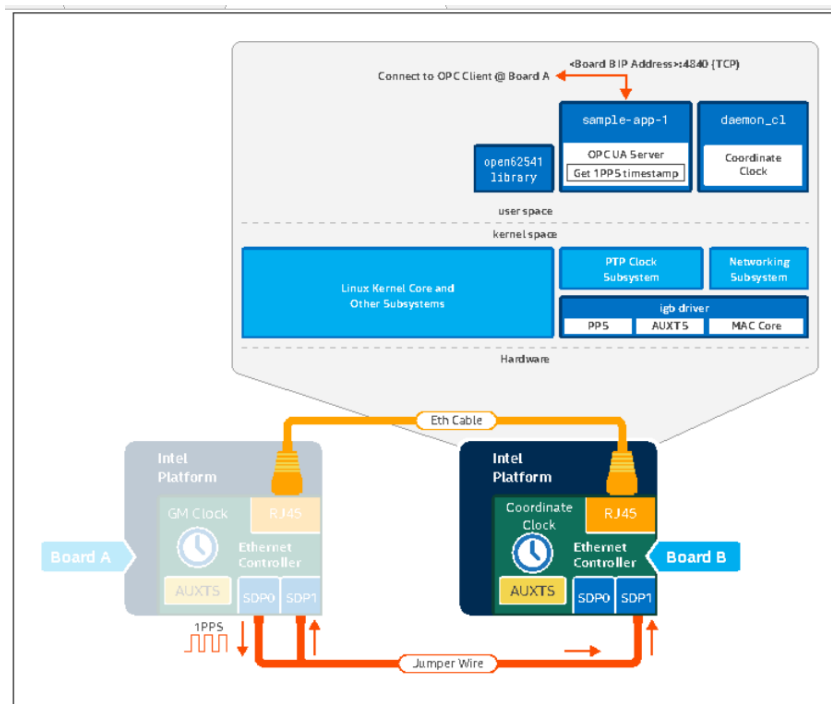 <Board B IP Address>:4840 {TCP}
Connect to OPC Client @ Board A
sample-app-1
daemon_cl
open62541
library
OPC UA Server
Get 1PPS timestamp
Coordinate
Clock
user space
kernel space
Linux Kernel Core and
Other Subsystems
PTP Clock
Subsystem
Networking
Subsystem
igb driver
PPS
AUXTS
MAC Core
Hardware
Eth Cable
Intel
Platform
GM Clock
RJ45
Ethernet
Controller
AUXTS
SDP0
SDP1
Board A
1PPS
Intel
Platform
Coordinate
Clock
RJ45
Ethernet
Controller
AUXTS
SDP0
SDP1
Board B
Jumper Wire